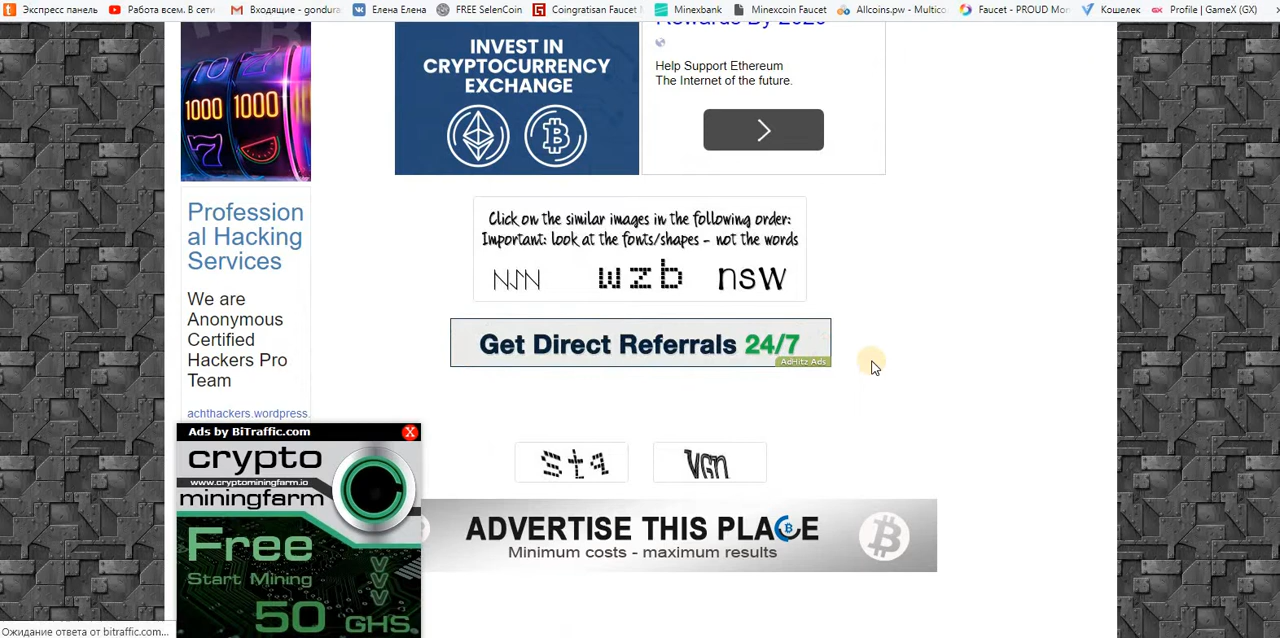 Экспресс панель
Работа всем. В сети
Входящие - gondura
Елена Елена
FREE SelenCoin
Coingratisan Faucet
Minexbank
Minexcoin Faucet
Allcoins.pw - Multico
Faucet - PROUD Mon
Кошелек
Profile | GameX (GX)
1000 1000
7
INVEST IN
CRYPTOCURRENCY
EXCHANGE
Rewards By 2020
Help Support Ethereum
The Internet of the future.
Profession
al Hacking
Services
We are
Anonymous
Certified
Hackers Pro
Team
achthackers.wordpress.
Click on the similar images in the following order:
Important: look at the fonts/shapes - not the words
wzb nsw
Get Direct Referrals 24/7
AdHitz Ads
Ads by BiTraffic.com X
crypto
www.cryptominingfarm.io
miningfarm
Free
Start Mining
50 GHS.
stq
VGn
ADVERTISE THIS PLACE
Minimum costs - maximum results
Ожидание ответа от bitraffic.com...